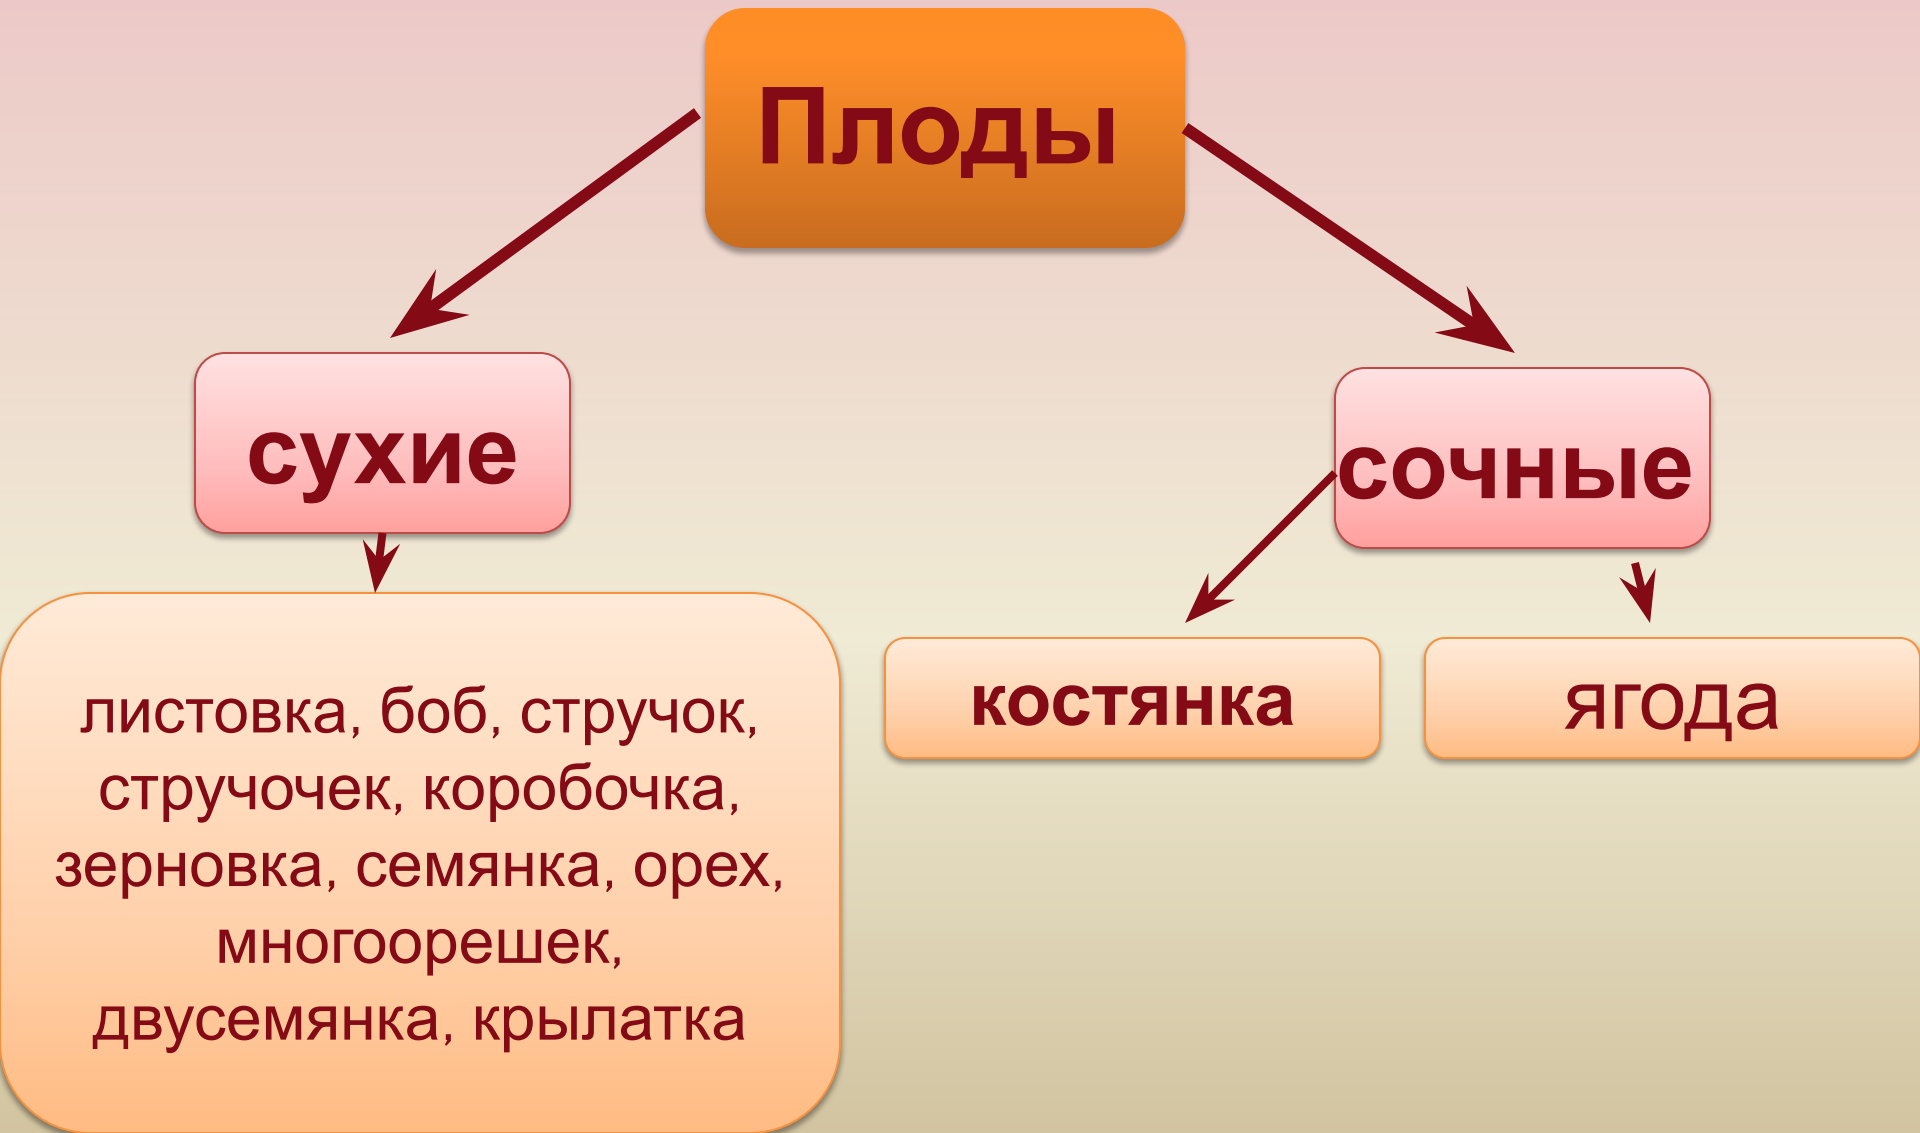 Плоды
сухие
сочные
листовка, боб, стручок,
стручочек, коробочка,
зерновка, семянка, орех,
многоорешек,
двусемянка, крылатка
костянка
ягода